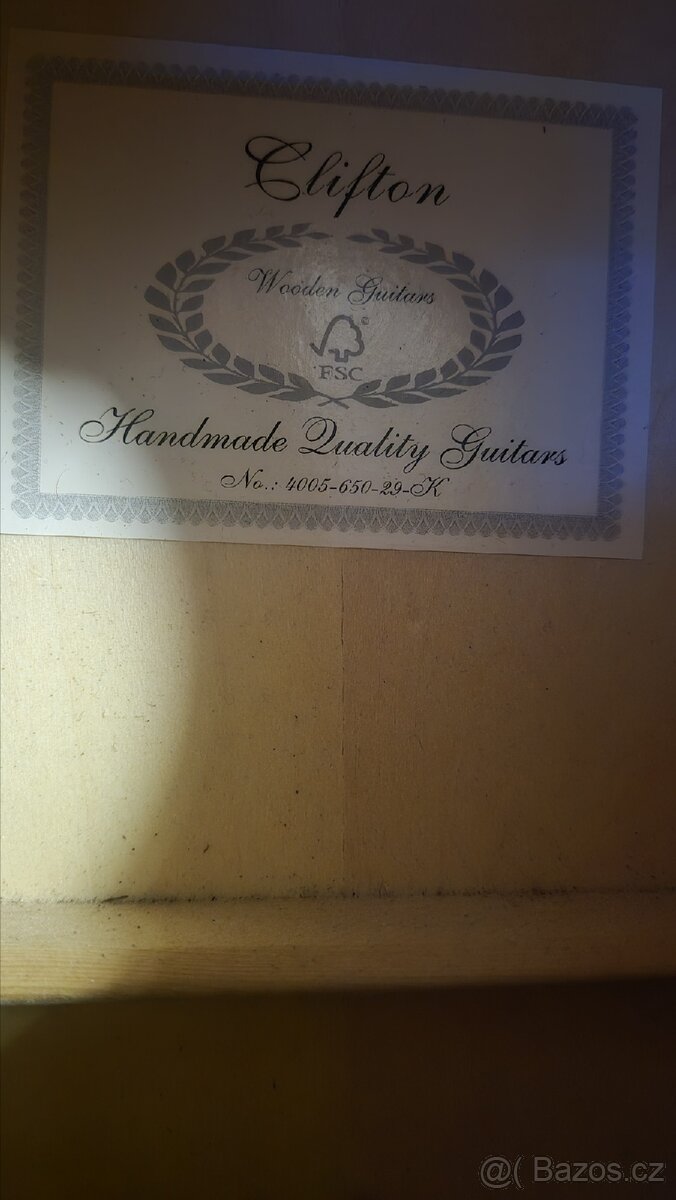 Clifton
Wooden Guitars
©
FSC
Handmade Quality Guitars
No.: 4005-650-29-K
@( Bazos.cz